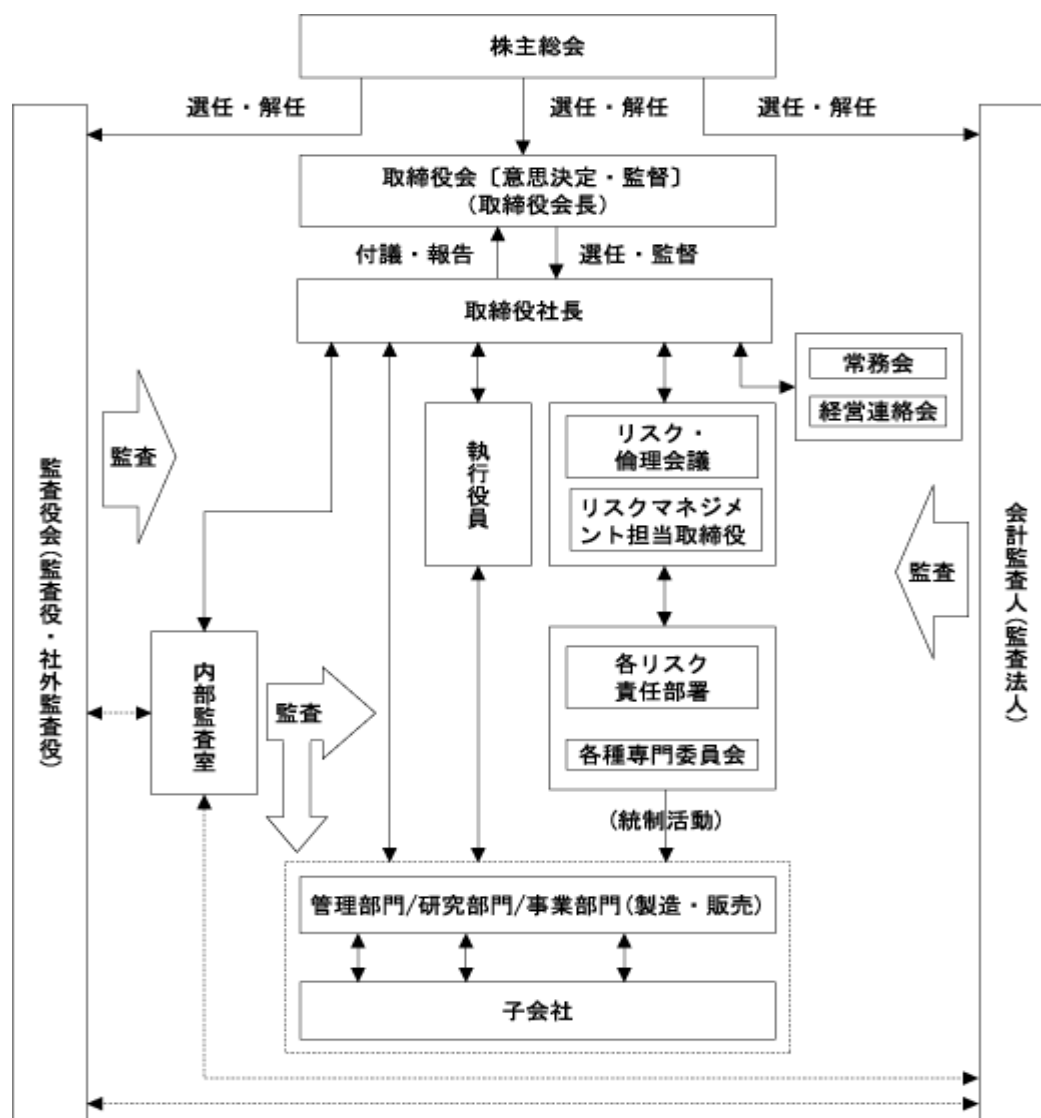 株主総会
選任・解任
選任・解任
選任・解任
取締役会〔意思決定・監督〕
(取締役会長)
付議・報告
選任・監督
取締役社長
常務会
経営連絡会
監査
執行役員
リスク・
倫理会議
リスクマネジメ
ント担当取締役
監査役会(監査役・社外監査役)
会計監査人(監査法人)
監査
内部監査室
監査
各リスク
責任部署
各種専門委員会
(統制活動)
管理部門/研究部門/事業部門(製造・販売)
子会社